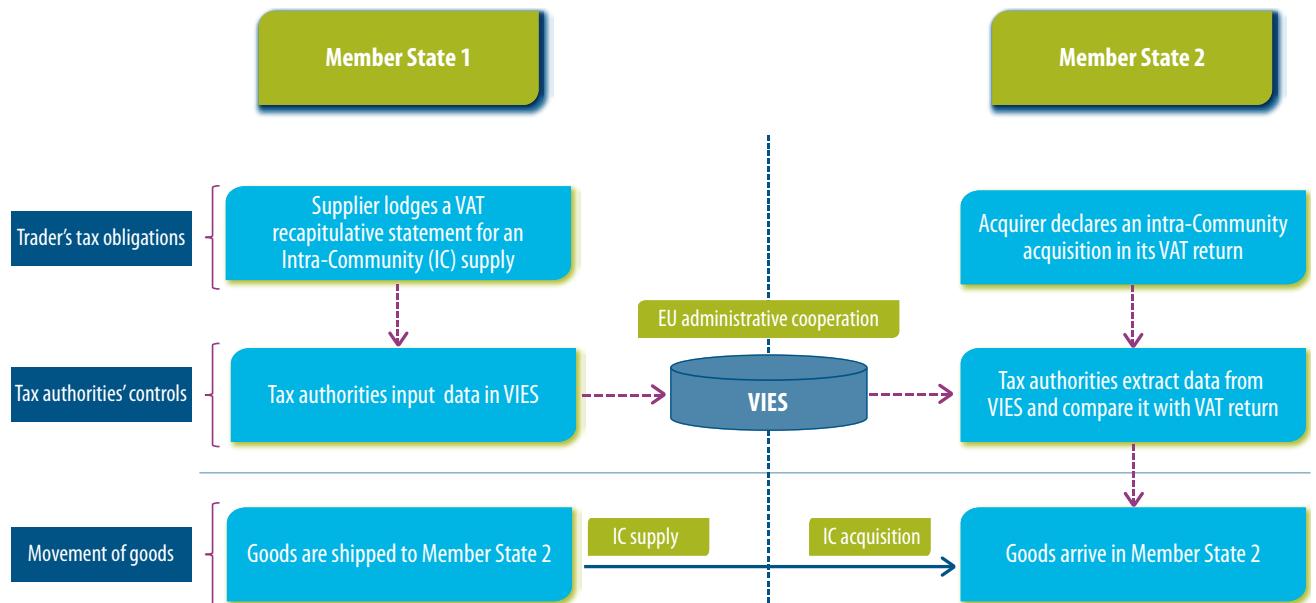 Member State 1
Member State 2
Trader's tax obligations
Supplier lodges a VAT
recapitulative statement for an
Intra-Community (IC) supply
Acquirer declares an intra-Community
acquisition in its VAT return
EU administrative cooperation
Tax authorities' controls
Tax authorities input data in VIES
VIES
Tax authorities extract data from
VIES and compare it with VAT return
Movement of goods
Goods are shipped to Member State 2
IC supply
IC acquisition
Goods arrive in Member State 2